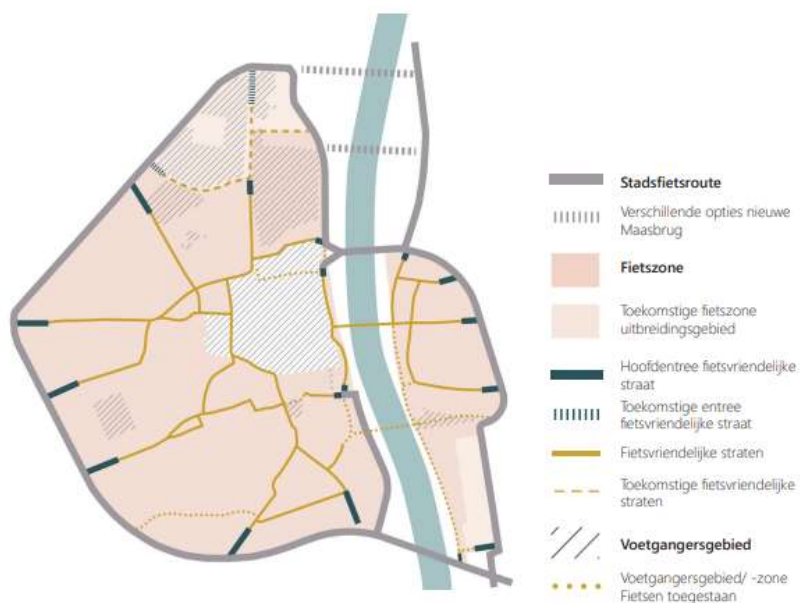 Stadsfietsroute
Verschillende opties nieuwe
Maasbrug
Fietszone
Toekomstige fietszone
uitbreidingsgebied
Hoofdentree fietsvriendelijke
straat
Toekomstige entree
fietsvriendelijke straat
Fietsvriendelijke straten
Toekomstige fietsvriendelijke
straten
Voetgangersgebied
Voetgangersgebied/ -zone
Fietsen toegestaan